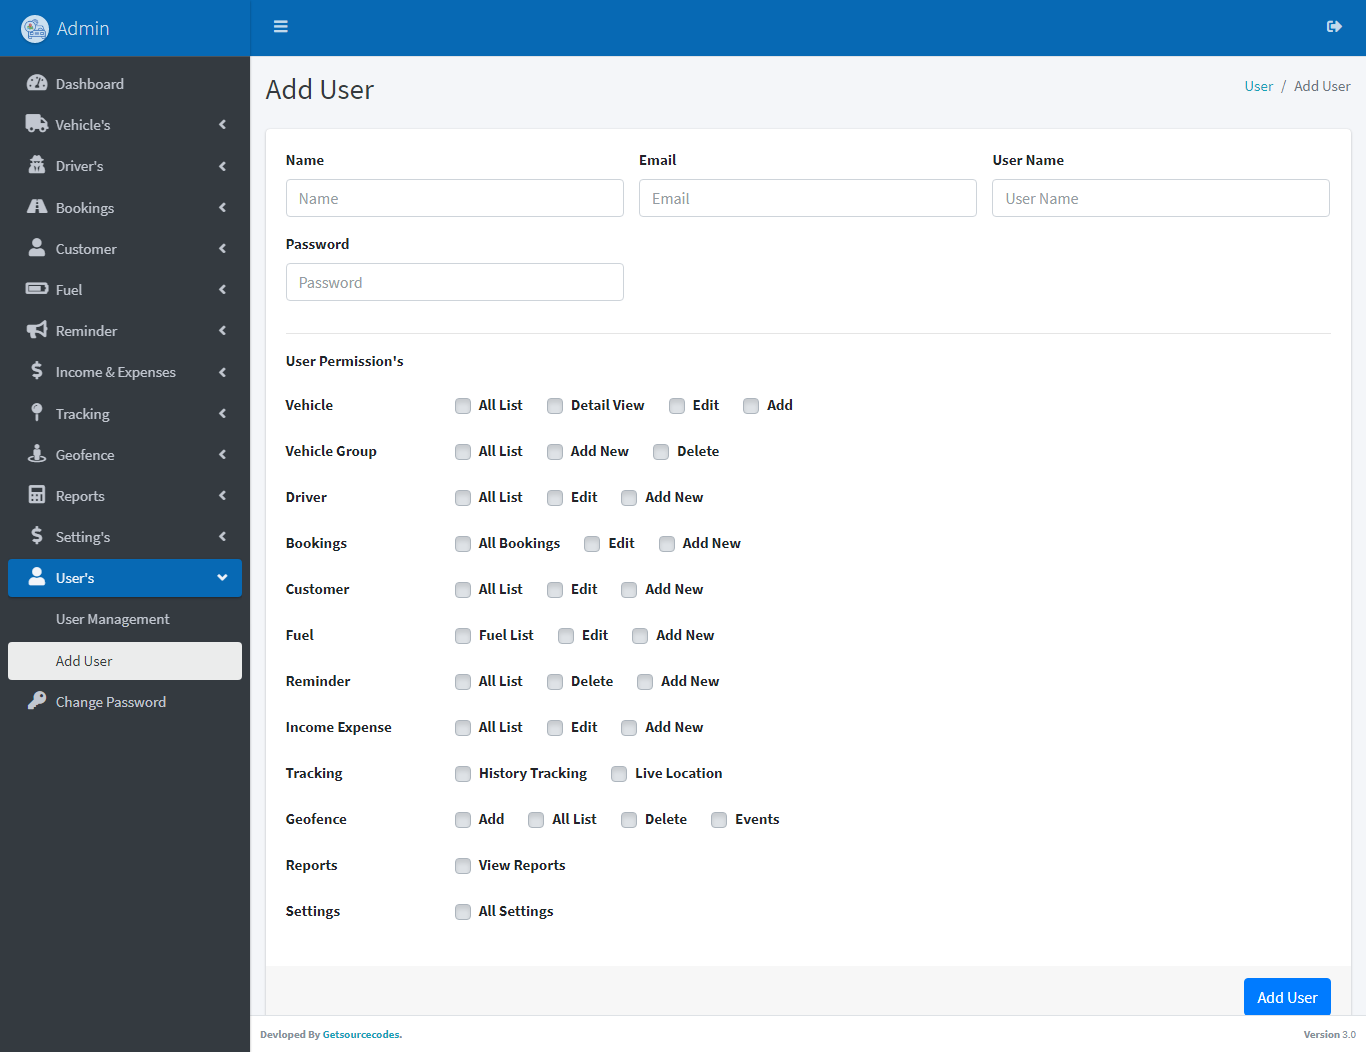 Admin
Dashboard
Vehicle's
Driver's
Bookings
Customer
Fuel
Reminder
Income & Expenses
Tracking
Geofence
Reports
Setting's
User's
User Management
Add User
Change Password
Add User
User / Add User
Name Email User Name
Name Email User Name
Password
Password
User Permission's
Vehicle All List Detail View Edit Add
Vehicle Group All List Add New Delete
Driver All List Edit Add New
Bookings All Bookings Edit Add New
Customer All List Edit Add New
Fuel Fuel List Edit Add New
Reminder All List Delete Add New
Income Expense All List Edit Add New
Tracking History Tracking Live Location
Geofence Add All List Delete Events
Reports View Reports
Settings All Settings
Add User
Devloped By Getsourcecodes. Version 3.0